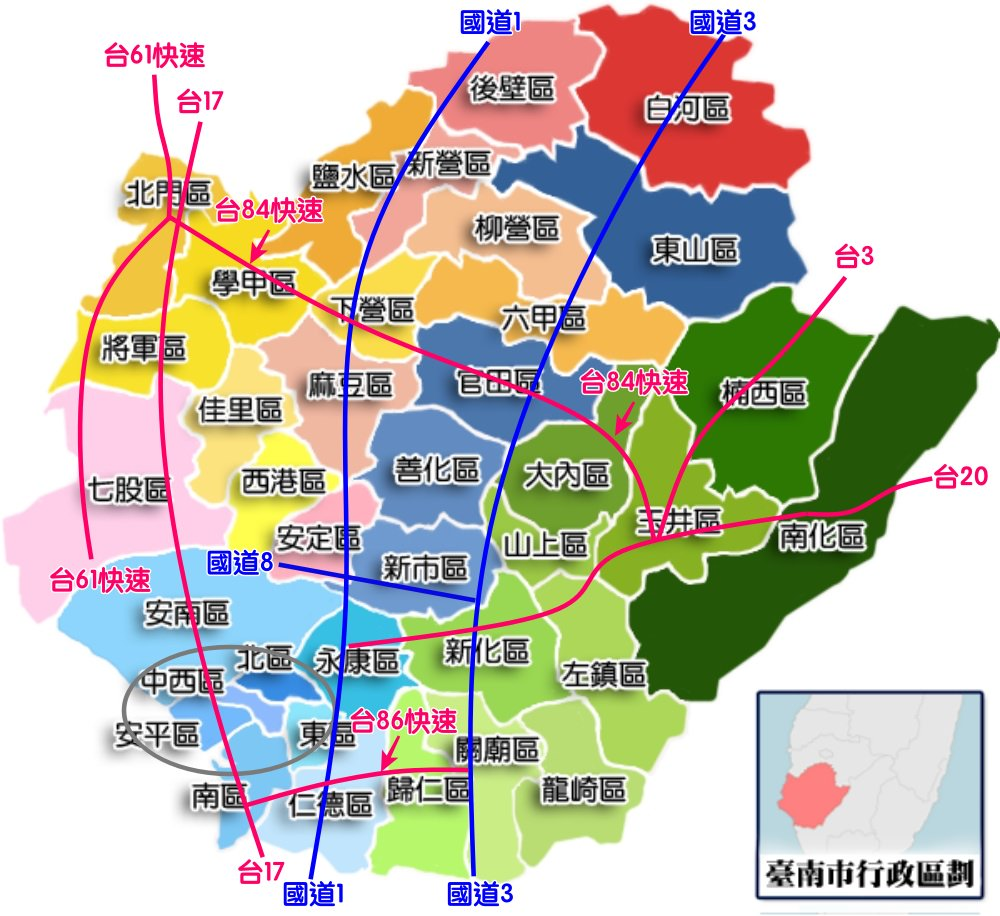 國道1
國道3
台61快速
後壁區
台17
白河區
新營區
鹽水區
北門區
台84快速
柳營區
東山區
台3
學甲區
下營區
六甲區
將軍區
麻豆區
官田區
台84快速
楠西區
佳里區
善化區
大內區
台20
七股區
西港區
玉井區
安定區
山上區
南化區
國道8
新市區
台61快速
安南區
北區
永康區
新化區
左鎮區
中西區
安平區
東區
台86快速
關廟區
南區
仁德區
歸仁區
龍崎區
台17
國道1
國道3
臺南市行政區劃